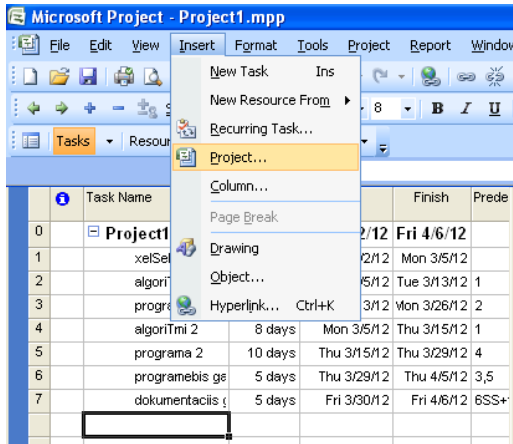 Microsoft Project - Project1.mpp
File Edit View Insert Format Tools Project Report Window
New Task Ins
New Resource From
8 B I U
Recurring Task...
Tasks Resour
Project...
Column...
Task Name Finish Prede
Page Break
0 Project1 2/12 Fri 4/6/12
Drawing
1 xelSel /2/12 Mon 3/5/12
Object...
2 algoriT /5/12 Tue 3/13/12 1
Hyperlink... Ctrl+K
3 progra 3/12 Mon 3/26/12 2
4 algoriTmi 2 8 days Mon 3/5/12 Thu 3/15/12 1
5 programa 2 10 days Thu 3/15/12 Thu 3/29/12 4
6 programebis ga 5 days Thu 3/29/12 Thu 4/5/12 3,5
7 dokumentaciis 5 days Fri 3/30/12 Fri 4/6/12 6SS+